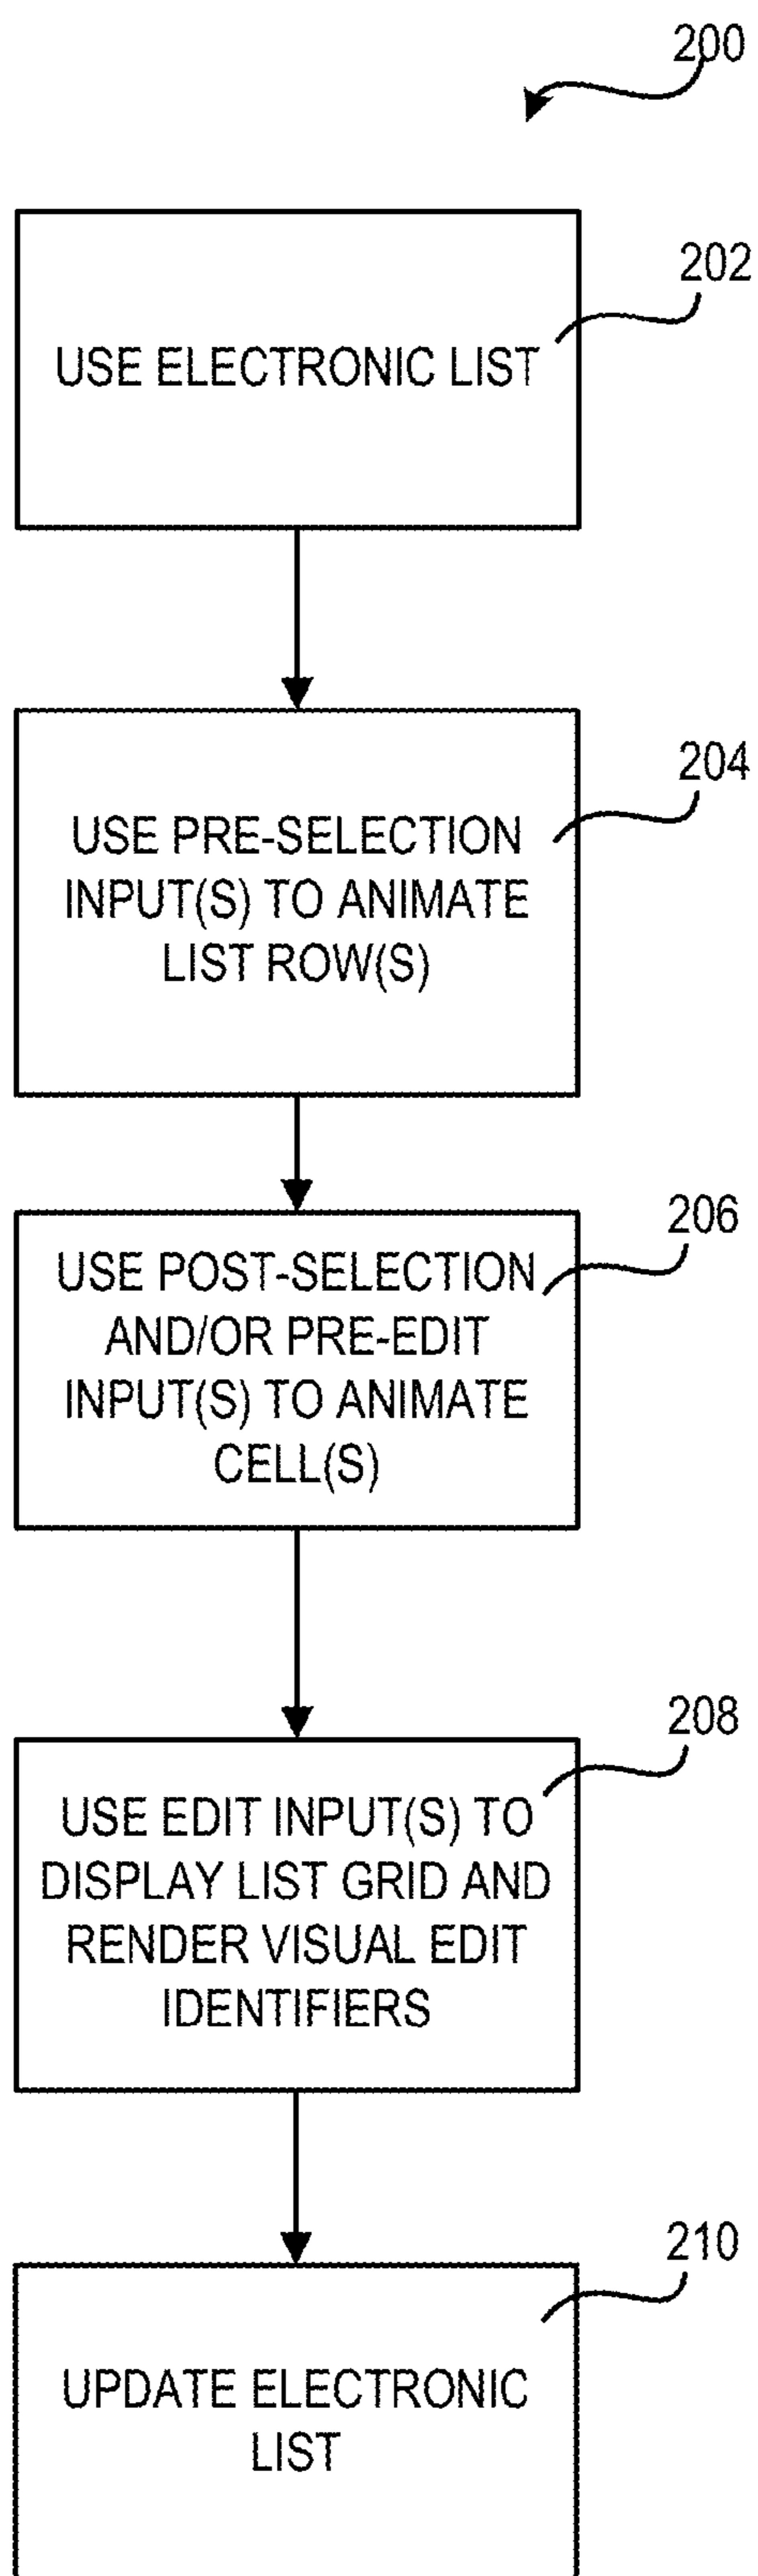 200
202
USE ELECTRONIC LIST
204
USE PRE-SELECTION
INPUT(S) TO ANIMATE
LIST ROW(S)
206
USE POST-SELECTION
AND/OR PRE-EDIT
INPUT(S) TO ANIMATE
CELL(S)
208
USE EDIT INPUT(S) TO
DISPLAY LIST GRID AND
RENDER VISUAL EDIT
IDENTIFIERS
210
UPDATE ELECTRONIC
LIST